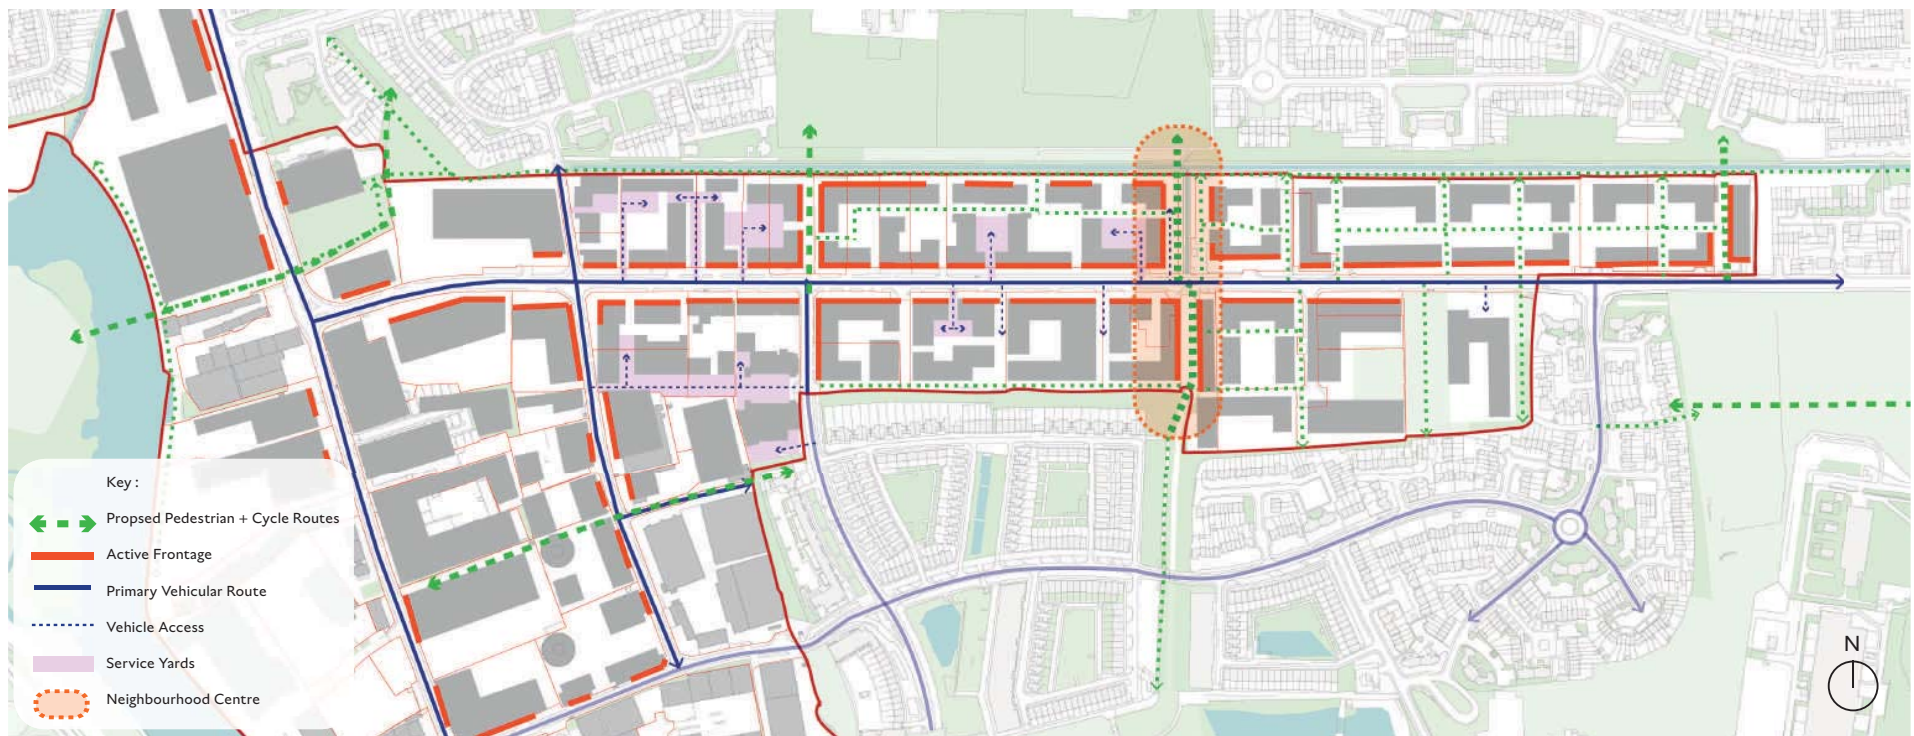 Key :
Propsed Pedestrian + Cycle Routes
Active Frontage
Primary Vehicular Route
Vehicle Access
Service Yards
Neighbourhood Centre
N